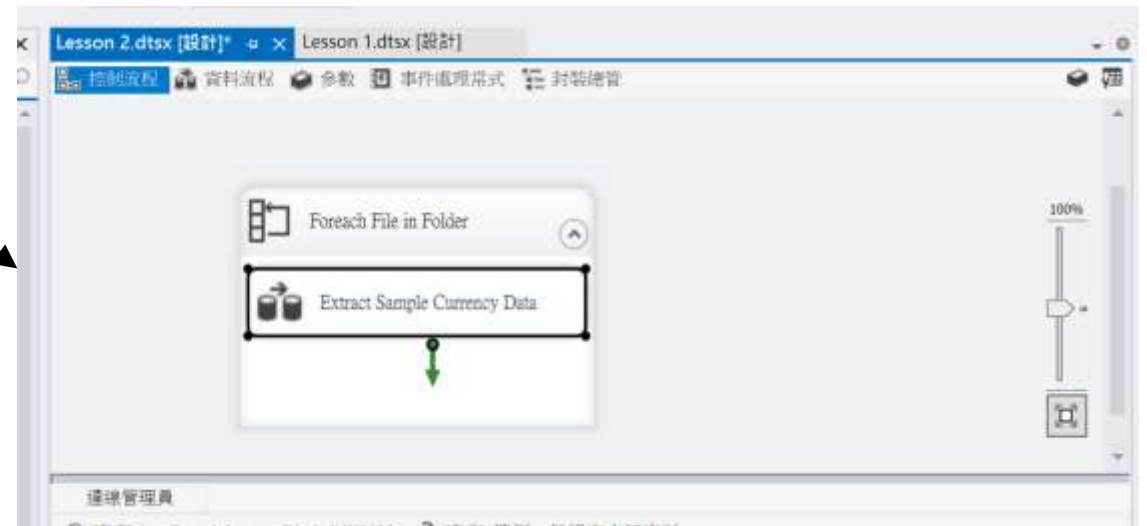 Lesson 2.dtsx [設計]* Lesson 1.dtsx [設計]
控制流程 資料流程 參數 事件處理常式 封裝總管
100%
Foreach File in Folder
Extract Sample Currency Data
連線管理員